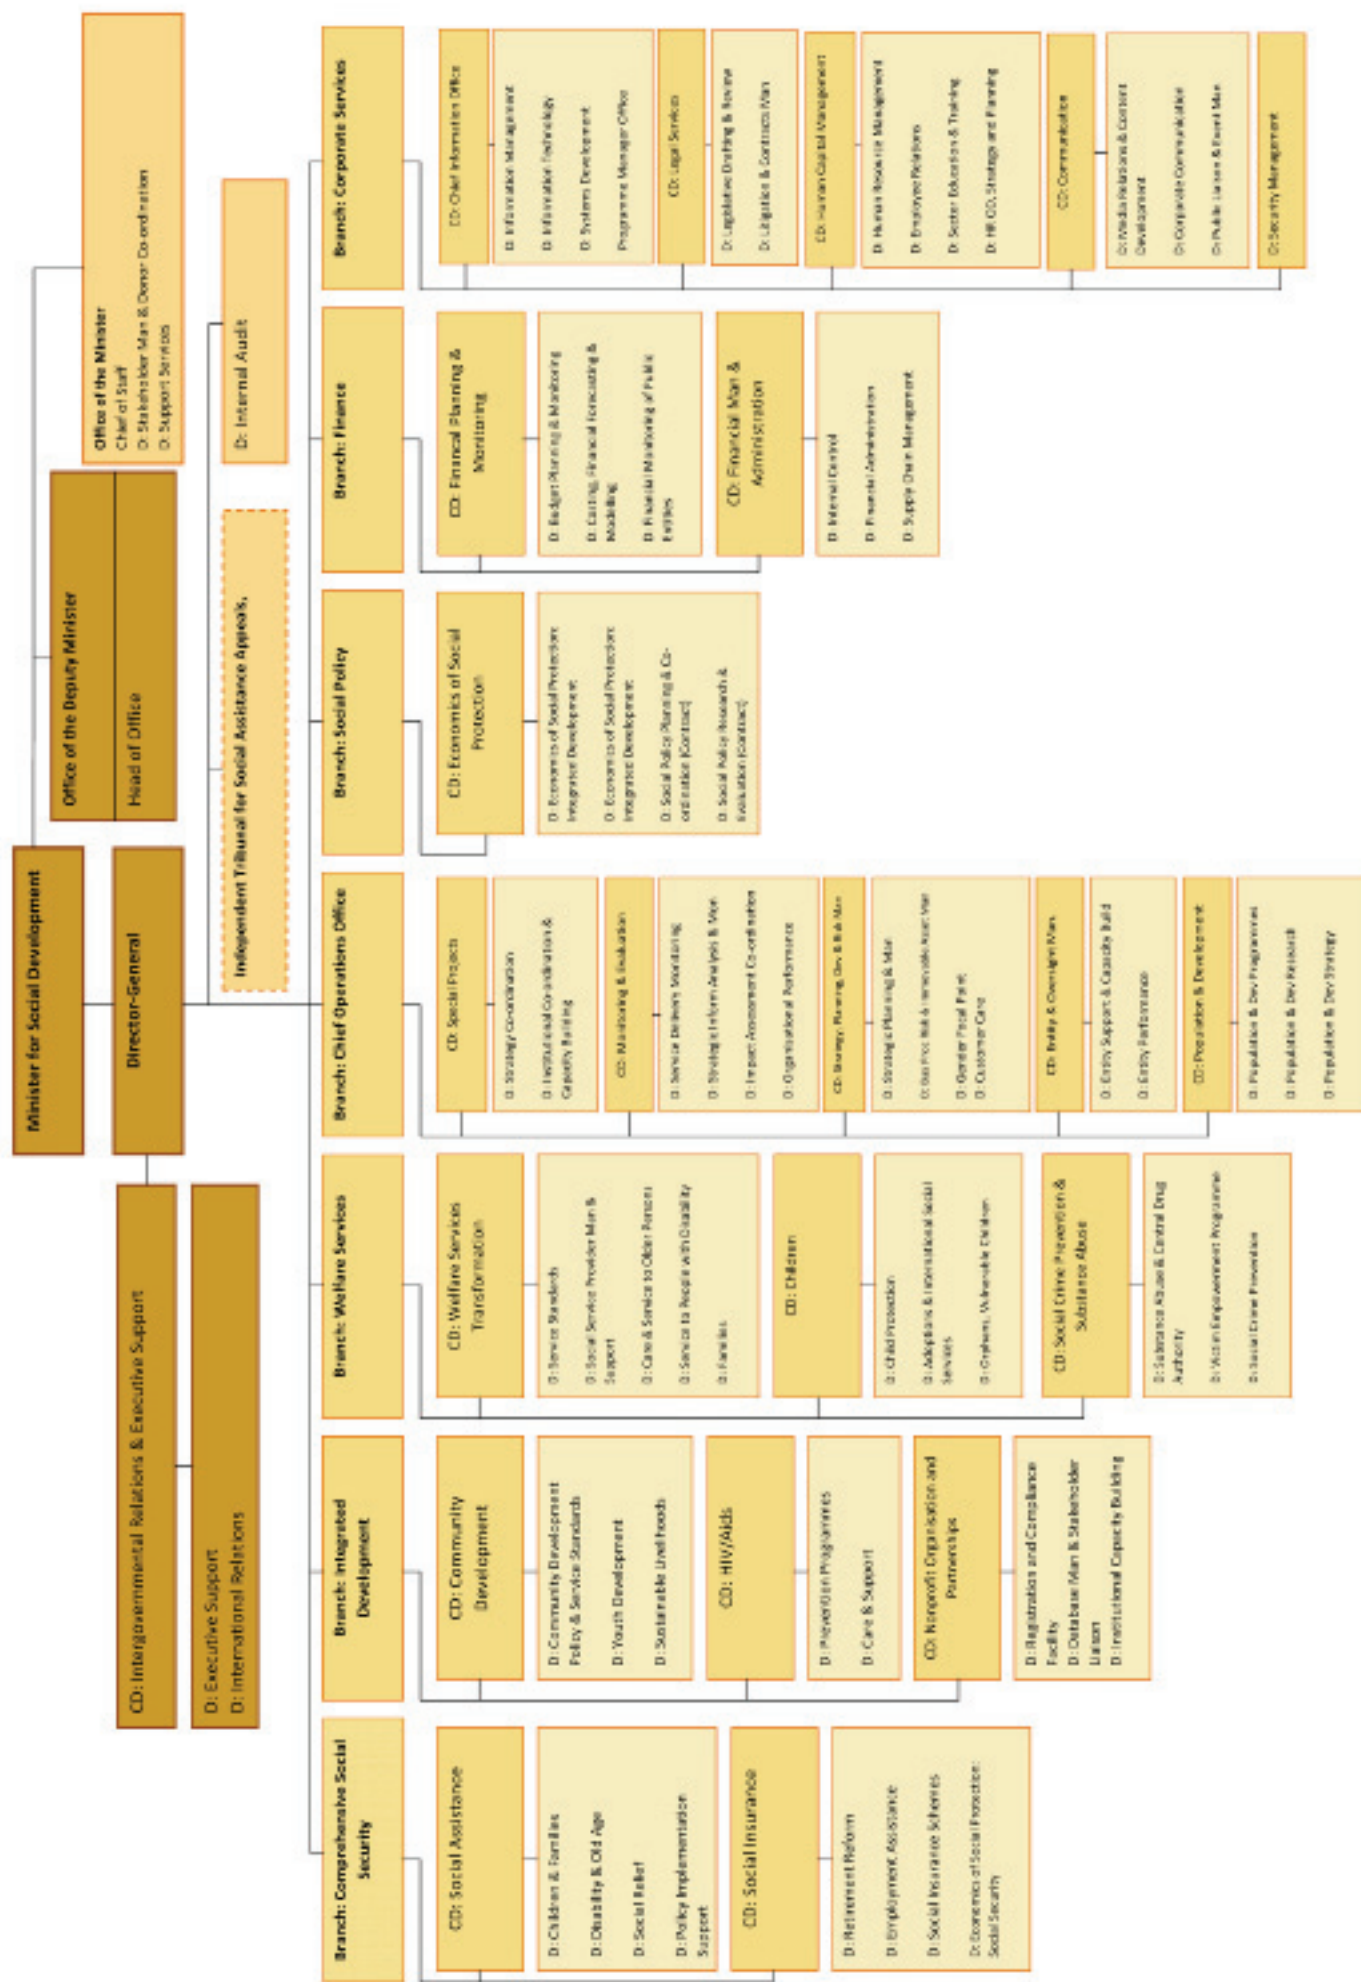 Minister for Social Development
Office of the Deputy Minister
Head of Office
Office of the Minister
Chief of Staff
D: Stakeholder Man & Donor Co-ordination
D: Support Services
Director-General
CD: Intergovernmental Relations & Executive Support
D: Executive Support
D: International Relations
Independent Tribunal for Social Assistance Appeals,
D: Internal Audit
Branch: Comprehensive Social
Security
CD: Social Assistance
D: Children & Families
D: Disability & Old Age
D: Social Relief
D: Policy Implementation
Support
CD: Social Insurance
D: Retirement Reform
D: Employment, Assistance
D: Social Insurance Schemes
D: Economics of Social Protection:
Social Security
Branch: Integrated
Development
CD: Community
Development
D: Community Development
Policy & Service Standards
D: Youth Development
D: Sustainable Livelihoods
CD: HIV/Aids
D: Prevention Programmes
D: Care & Support
CD: Nonprofit Organisation and
Partnerships
D: Registration and Compliance
Facility
D: Database Man & Stakeholder
Liaison
D: Institutional Capacity Building
Branch: Welfare Services
CD: Welfare Services
Transformation
D: Service Standards
D: Social Service Provider Man &
Support
D: Care & Service to Older Persons
D: Service to People with Disability
D: Families
CD: Children
D: Child Protection
D: Adoptions & International Social
Services
D: Orphans, Vulnerable Children
CD: Social Crime Prevention &
Substance Abuse
D: Substance Abuse & Central Drug
Authority
D: Victim Empowerment Programme
D: Social Crime Prevention
Branch: Chief Operations Office
CD: Special Projects
D: Strategy Co-ordination
D: Institutional Co-ordination &
Capacity Building
CD: Monitoring & Evaluation
D: Service Delivery Monitoring
D: Strategic Inform Analysis & Mon
D: Impact Assessment Co-ordination
D: Organisational Performance
CD: Strategy, Planning, Dev & Risk Man
D: Strategic Planning & Man
D: Bus Proc Risk & Immovable Asset Man
D: Gender Focal Point
D: Customer Care
CD: Entity & Oversight Man
D: Entity Support & Capacity Build
D: Entity Performance
CD: Population & Development
D: Population & Dev Programmes
D: Population & Dev Research
D: Population & Dev Strategy
Branch: Social Policy
CD: Economics of Social
Protection
D: Economics of Social Protection:
Integrated Development
D: Economics of Social Protection:
Integrated Development
D: Social Policy Planning & Co-
ordination (Contract)
D: Social Policy Research &
Evaluation (Contract)
Branch: Finance
CD: Financal Planning &
Monitoring
D: Budget Planning & Monitoring
D: Costing, Financial Forecasting &
Modelling
D: Financial Monitoring of Public
Entities
CD: Financial Man &
Administration
D: Internal Control
D: Financial Administration
D: Supply Chain Management
Branch: Corporate Services
CD: Chief Information Office
D: Information Management
D: Information Technology
D: Systems Development
Programme Manager Office
CD: Legal Services
D: Legislative Drafting & Review
D: Litigation & Contracts Man
CD: Human Capital Management
D: Human Resource Management
D: Employee Relations
D: Sector Education & Training
D: HR OD, Strategy and Planning
CD: Communication
D: Media Relations & Content
Development
D: Corporate Communication
D: Public Liaison & Event Man
D: Security Management